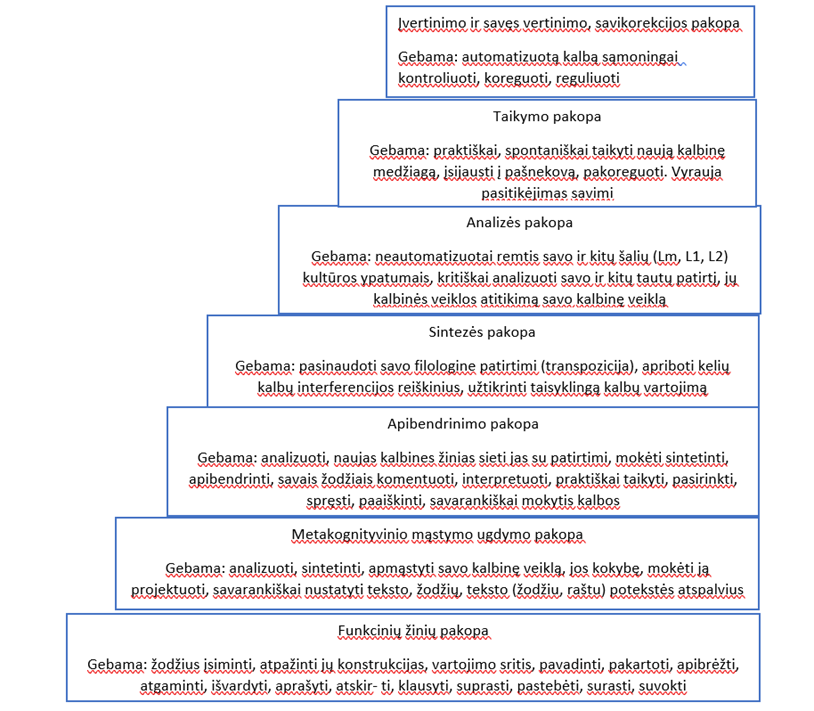 Įvertinimo ir savęs vertinimo, savikorekcijos pakopa
Gebama: automatizuotą kalbą sąmoningai
kontroliuoti, koreguoti, reguliuoti
Taikymo pakopa
Gebama: praktiškai, spontaniškai taikyti naują kalbinę
medžiagą, įsijausti į pašnekovą, pakoreguoti. Vyrauja
pasitikėjimas savimi
Analizės pakopa
Gebama: neautomatizuotai remtis savo ir kitų šalių (Lm, L1, L2)
kultūros ypatumais, kritiškai analizuoti savo ir kitų tautų patirtį, jų
kalbinės veiklos atitikimą savo kalbinę veiklą
Sintezės pakopa
Gebama: pasinaudoti savo filologine patirtimi (transpozicija), apriboti kelių
kalbų interferencijos reiškinius, užtikrinti taisyklingą kalbų vartojimą
Apibendrinimo pakopa
Gebama: analizuoti, naujas kalbines žinias sieti jas su patirtimi, mokėti sintetinti,
apibendrinti, savais žodžiais komentuoti, interpretuoti, praktiškai taikyti, pasirinkti,
spręsti, paaiškinti, savarankiškai mokytis kalbos
Metakognityvinio mąstymo ugdymo pakopa
Gebama: analizuoti, sintetinti, apmąstyti savo kalbinę veiklą, jos kokybę, mokėti ją
projektuoti, savarankiškai nustatyti teksto, žodžių, teksto (žodžiu, raštu) potekstės atspalvius
Funkcinių žinių pakopa
Gebama: žodžius įsiminti, atpažinti jų konstrukcijas, vartojimo sritis, pavadinti, pakartoti, apibrėžti,
atgaminti, išvardyti, aprašyti, atskir- ti, klausyti, suprasti, pastebėti, surasti, suvokti